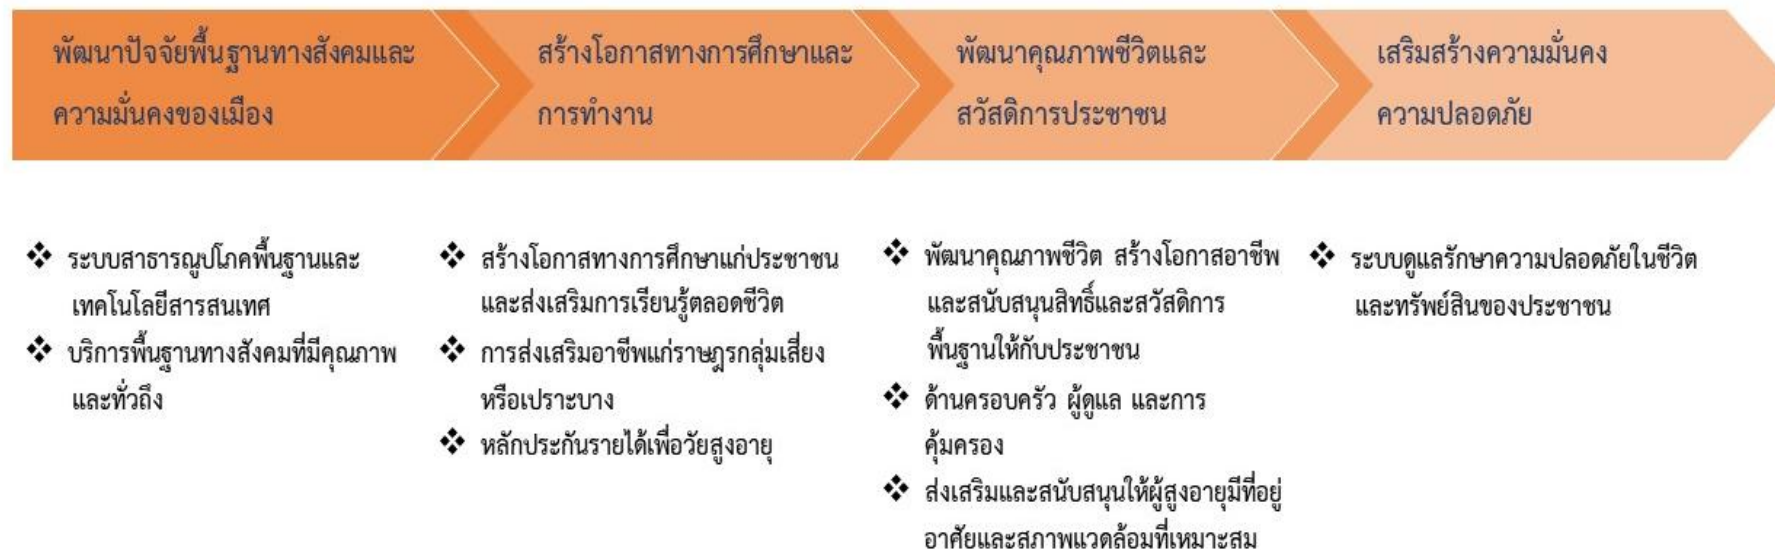 พัฒนาปัจจัยพื้นฐานทางสังคมและ
ความมั่นคงของเมือง
สร้างโอกาสทางการศึกษาและ
การทำงาน
พัฒนาคุณภาพชีวิตและ
สวัสดิการประชาชน
เสริมสร้างความมั่นคง
ความปลอดภัย
❖ ระบบสาธารณูปโภคพื้นฐานและ
เทคโนโลยีสารสนเทศ
❖ บริการพื้นฐานทางสังคมที่มีคุณภาพ
และทั่วถึง
❖ สร้างโอกาสทางการศึกษาแก่ประชาชน
และส่งเสริมการเรียนรู้ตลอดชีวิต
❖ การส่งเสริมอาชีพแก่ราษฎรกลุ่มเสี่ยง
หรือเปราะบาง
❖ หลักประกันรายได้เพื่อวัยสูงอายุ
❖ พัฒนาคุณภาพชีวิต สร้างโอกาสอาชีพ
และสนับสนุนสิทธิ์และสวัสดิการ
พื้นฐานให้กับประชาชน
❖ ด้านครอบครัว ผู้ดูแล และการ
คุ้มครอง
❖ ส่งเสริมและสนับสนุนให้ผู้สูงอายุมีที่อยู่
อาศัยและสภาพแวดล้อมที่เหมาะสม
❖ ระบบดูแลรักษาความปลอดภัยในชีวิต
และทรัพย์สินของประชาชน